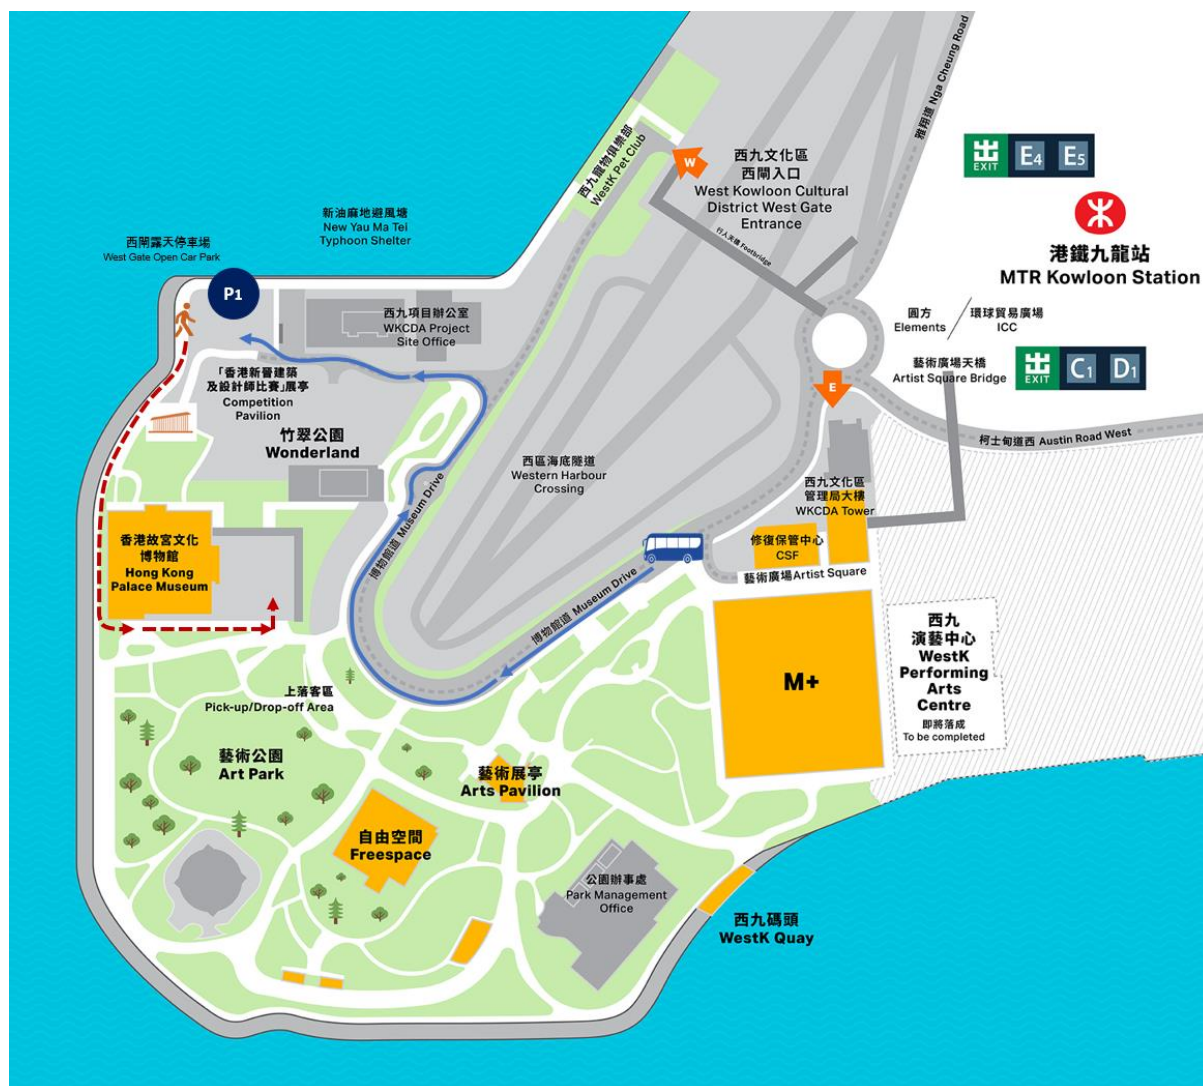 雅翔道 Nga Cheung Road
出
EXIT
E4
E5
港鐵九龍站
MTR Kowloon Station
西九寵物俱樂部
WestK Pet Club
W
西九文化區
西閘入口
West Kowloon Cultural
District West Gate
Entrance
行人天橋 Footbridge
新油麻地避風塘
New Yau Ma Tei
Typhoon Shelter
西閘露天停車場
West Gate Open Car Park
P1
西九項目辦公室
WKCDA Project
Site Office
圓方
Elements
環球貿易廣場
ICC
藝術廣場天橋
Artist Square Bridge
出
EXIT
C1
D1
E
柯士甸道西 Austin Road West
「香港新晉建築
及設計師比賽」展亭
Competition
Pavilion
竹翠公園
Wonderland
西區海底隧道
Western Harbour
Crossing
西九文化區
管理局大樓
WKCDA Tower
博物館道 Museum Drive
修復保管中心
CSF
藝術廣場Artist Square
香港故宮文化
博物館
Hong Kong
Palace Museum
博物館道 Museum Drive
西九
演藝中心
WestK
Performing
Arts
Centre
即將落成
To be completed
M+
上落客區
Pick-up/Drop-off Area
藝術公園
Art Park
藝術展亭
Arts Pavilion
自由空間
Freespace
公園辦事處
Park Management
Office
西九碼頭
WestK Quay